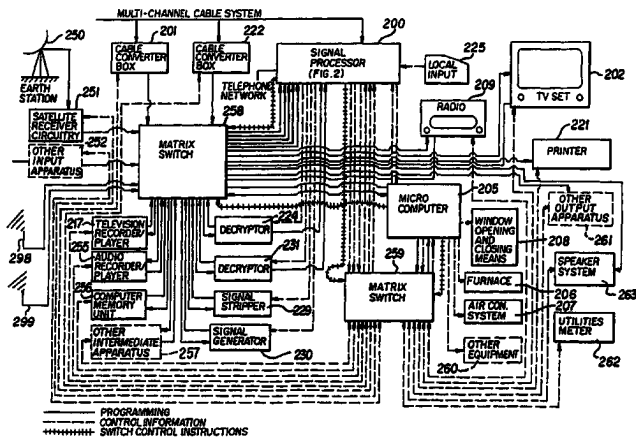 MULTI-CHANNEL CABLE SYSTEM
250
201
222
200
225
CABLE CONVERTER BOX
CABLE CONVERTER BOX
SIGNAL PROCESSOR (FIG.2)
LOCAL INPUT
202
TV SET
EARTH STATION
251
TELEPHONE NETWORK
258
209
RADIO
SATELLITE RECEIVER CIRCUITRY
252
OTHER INPUT APPARATUS
MATRIX SWITCH
221
PRINTER
205
MICRO COMPUTER
OTHER OUTPUT APPARATUS
261
217
TELEVISION RECORDER/PLAYER
224
DECRYPTOR
WINDOW OPENING AND CLOSING MEANS
208
298
255
AUDIO RECORDER/PLAYER
231
DECRYPTOR
259
MATRIX SWITCH
SPEAKER SYSTEM
263
FURNACE
206
256
COMPUTER MEMORY UNIT
SIGNAL STRIPPER
229
AIR CON. SYSTEM
207
UTILITIES METER
262
299
OTHER INTERMEDIATE APPARATUS
257
SIGNAL GENERATOR
230
OTHER EQUIPMENT
260
PROGRAMMING
CONTROL INFORMATION
SWITCH CONTROL INSTRUCTIONS